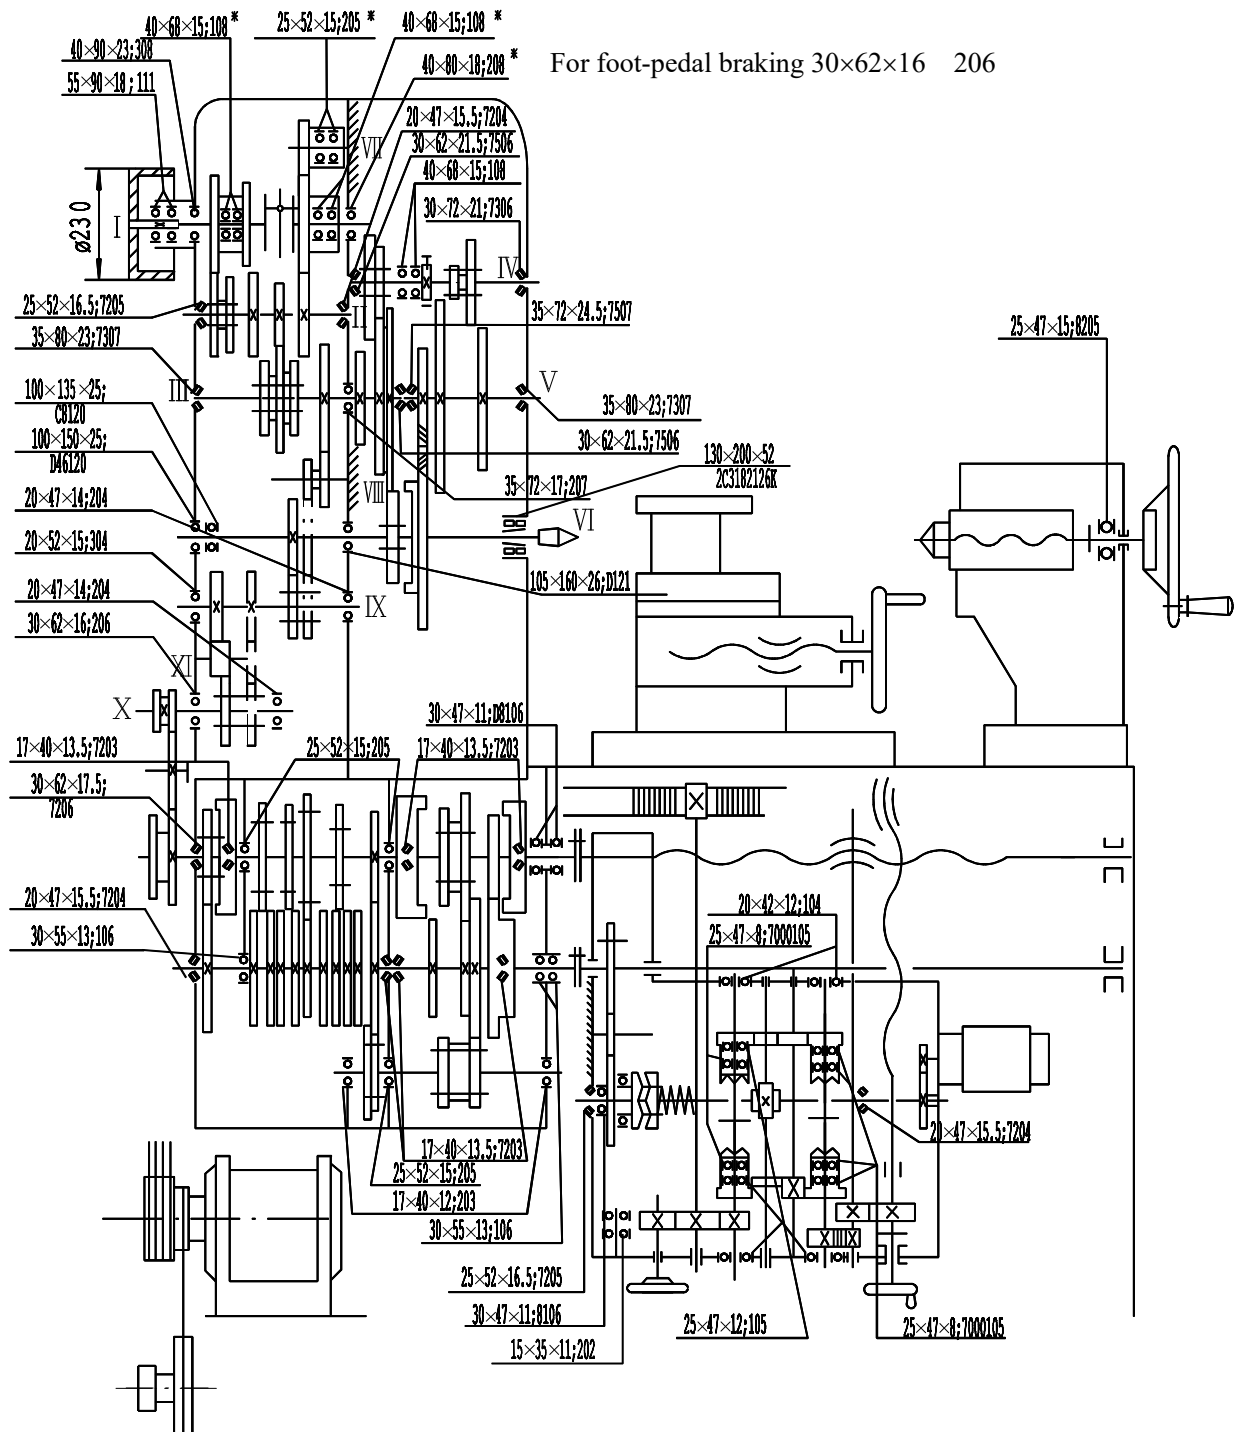 40×68×15;108 *
25×52×15;205 *
40×68×15;108 *
40×90×23;308
40×80×18;208 *
For foot-pedal braking 30×62×16 206
55×90×18;111
20×47×15.5;7204
30×62×21.5;7506
VII
40×68×15;108
30×72×21;7306
ø230
I
IV
25×52×16.5;7205
II
35×72×24.5;7507
35×80×23;7307
25×47×15;8205
III
V
100×135×25;
C8120
35×80×23;7307
100×150×25;
D46120
30×62×21.5;7506
130×200×52
2C3182126K
20×47×14;204
VIII
35×72×17;207
VI
20×52×15;304
20×47×14;204
105×160×26;D121
IX
30×62×16;206
XI
X
30×47×11;D8106
17×40×13.5;7203
25×52×15;205
17×40×13.5;7203
30×62×17.5;
7206
20×47×15.5;7204
20×42×12;104
30×55×13;106
25×47×8;7000105
20×47×15.5;7204
17×40×13.5;7203
25×52×15;205
17×40×12;203
30×55×13;106
25×52×16.5;7205
30×47×11;8106
25×47×12;105
25×47×8;7000105
15×35×11;202